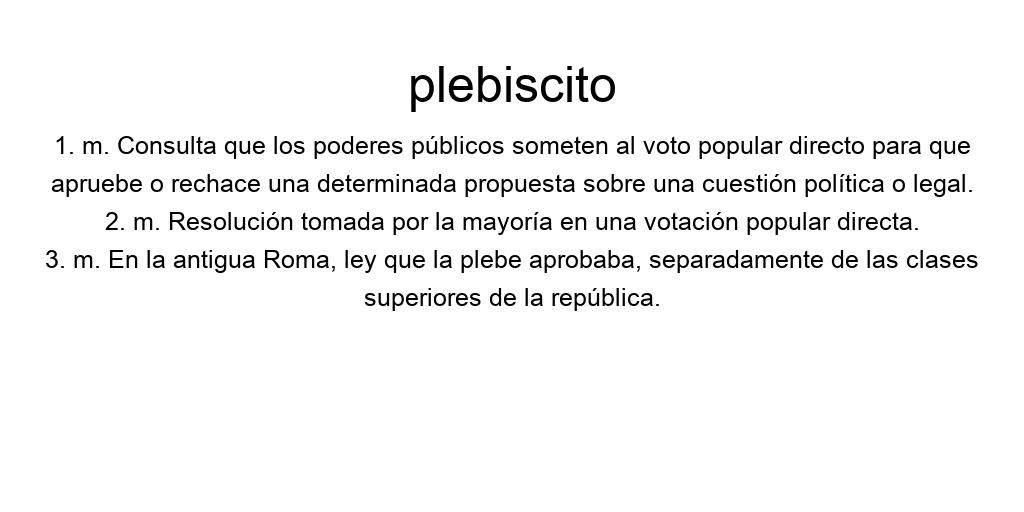 plebiscito
1. m. Consulta que los poderes públicos someten al voto popular directo para que
apruebe o rechace una determinada propuesta sobre una cuestión política o legal.
2. m. Resolución tomada por la mayoría en una votación popular directa.
3. m. En la antigua Roma, ley que la plebe aprobaba, separadamente de las clases
superiores de la república.